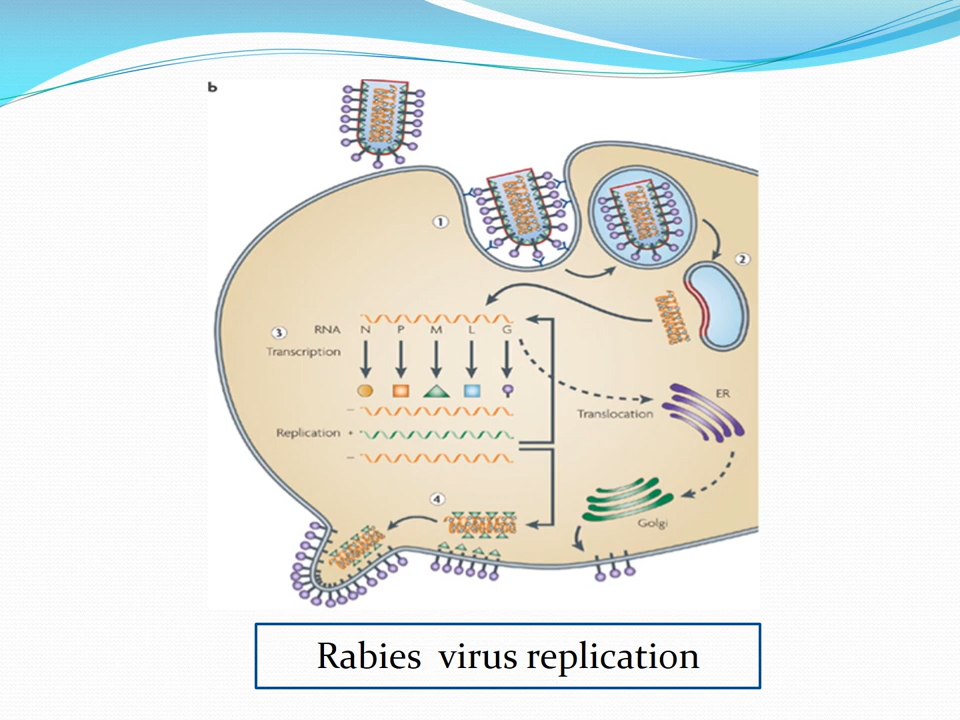 b
1
2
3
RNA N P M L G
Transcription
ER
Translocation
−
Replication +
−
4
Golgi
Rabies virus replication